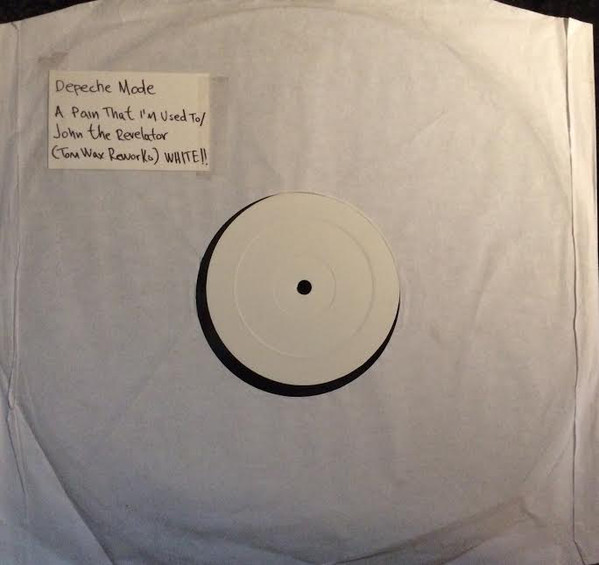 Depeche Mode
A Pain That I'm Used To/
John the Revelator
(Tom Wax Reworks) WHITE!!